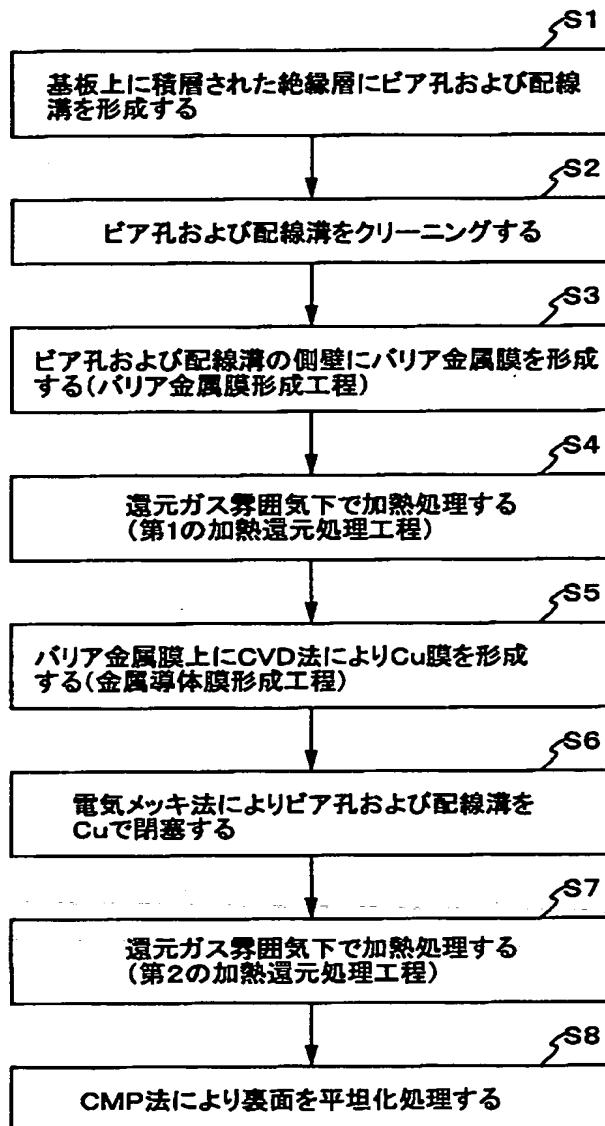 S1
基板上に積層された絶縁層にビア孔および配線
溝を形成する
S2
ビア孔および配線溝をクリーニングする
S3
ビア孔および配線溝の側壁にバリア金属膜を形成
する(バリア金属膜形成工程)
S4
還元ガス雰囲気下で加熱処理する
(第1の加熱還元処理工程)
S5
バリア金属膜上にCVD法によりCu膜を形成
する(金属導体膜形成工程)
S6
電気メッキ法によりビア孔および配線溝を
Cuで閉塞する
S7
還元ガス雰囲気下で加熱処理する
(第2の加熱還元処理工程)
S8
CMP法により裏面を平坦化処理する